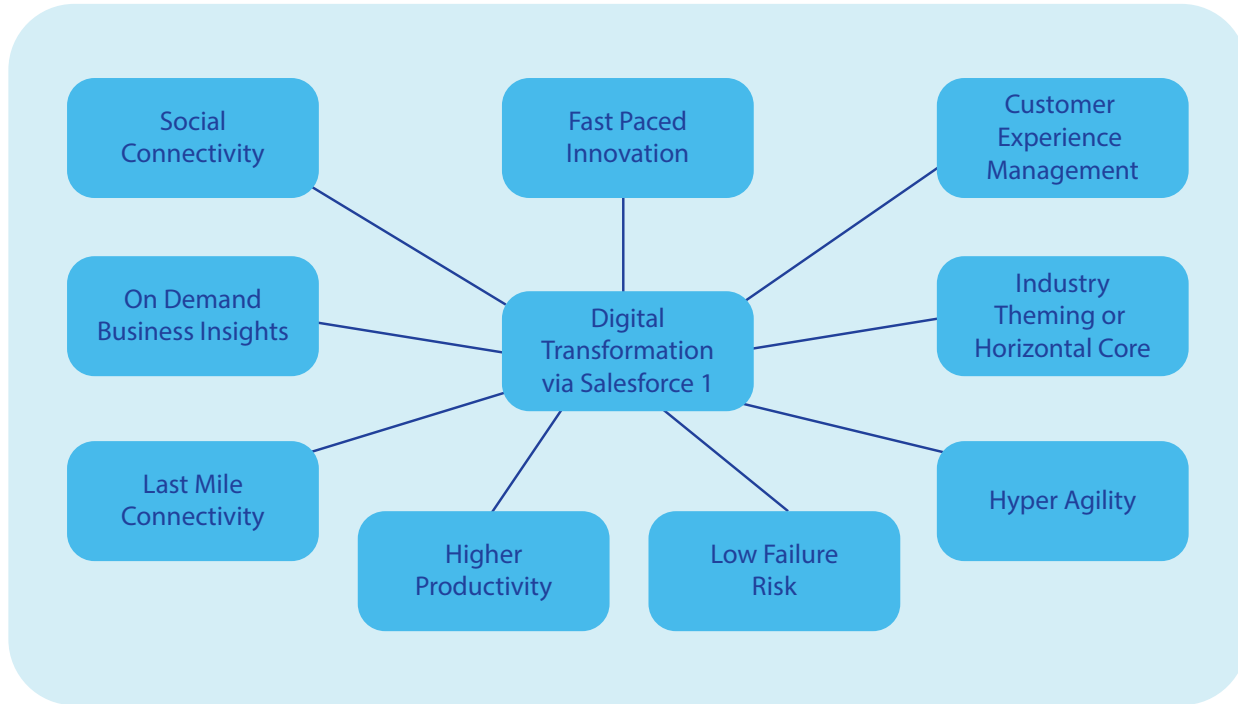 Social
Connectivity
Fast Paced
Innovation
Customer
Experience
Management
On Demand
Business Insights
Digital
Transformation
via Salesforce 1
Industry
Theming or
Horizontal Core
Last Mile
Connectivity
Higher
Productivity
Low Failure
Risk
Hyper Agility